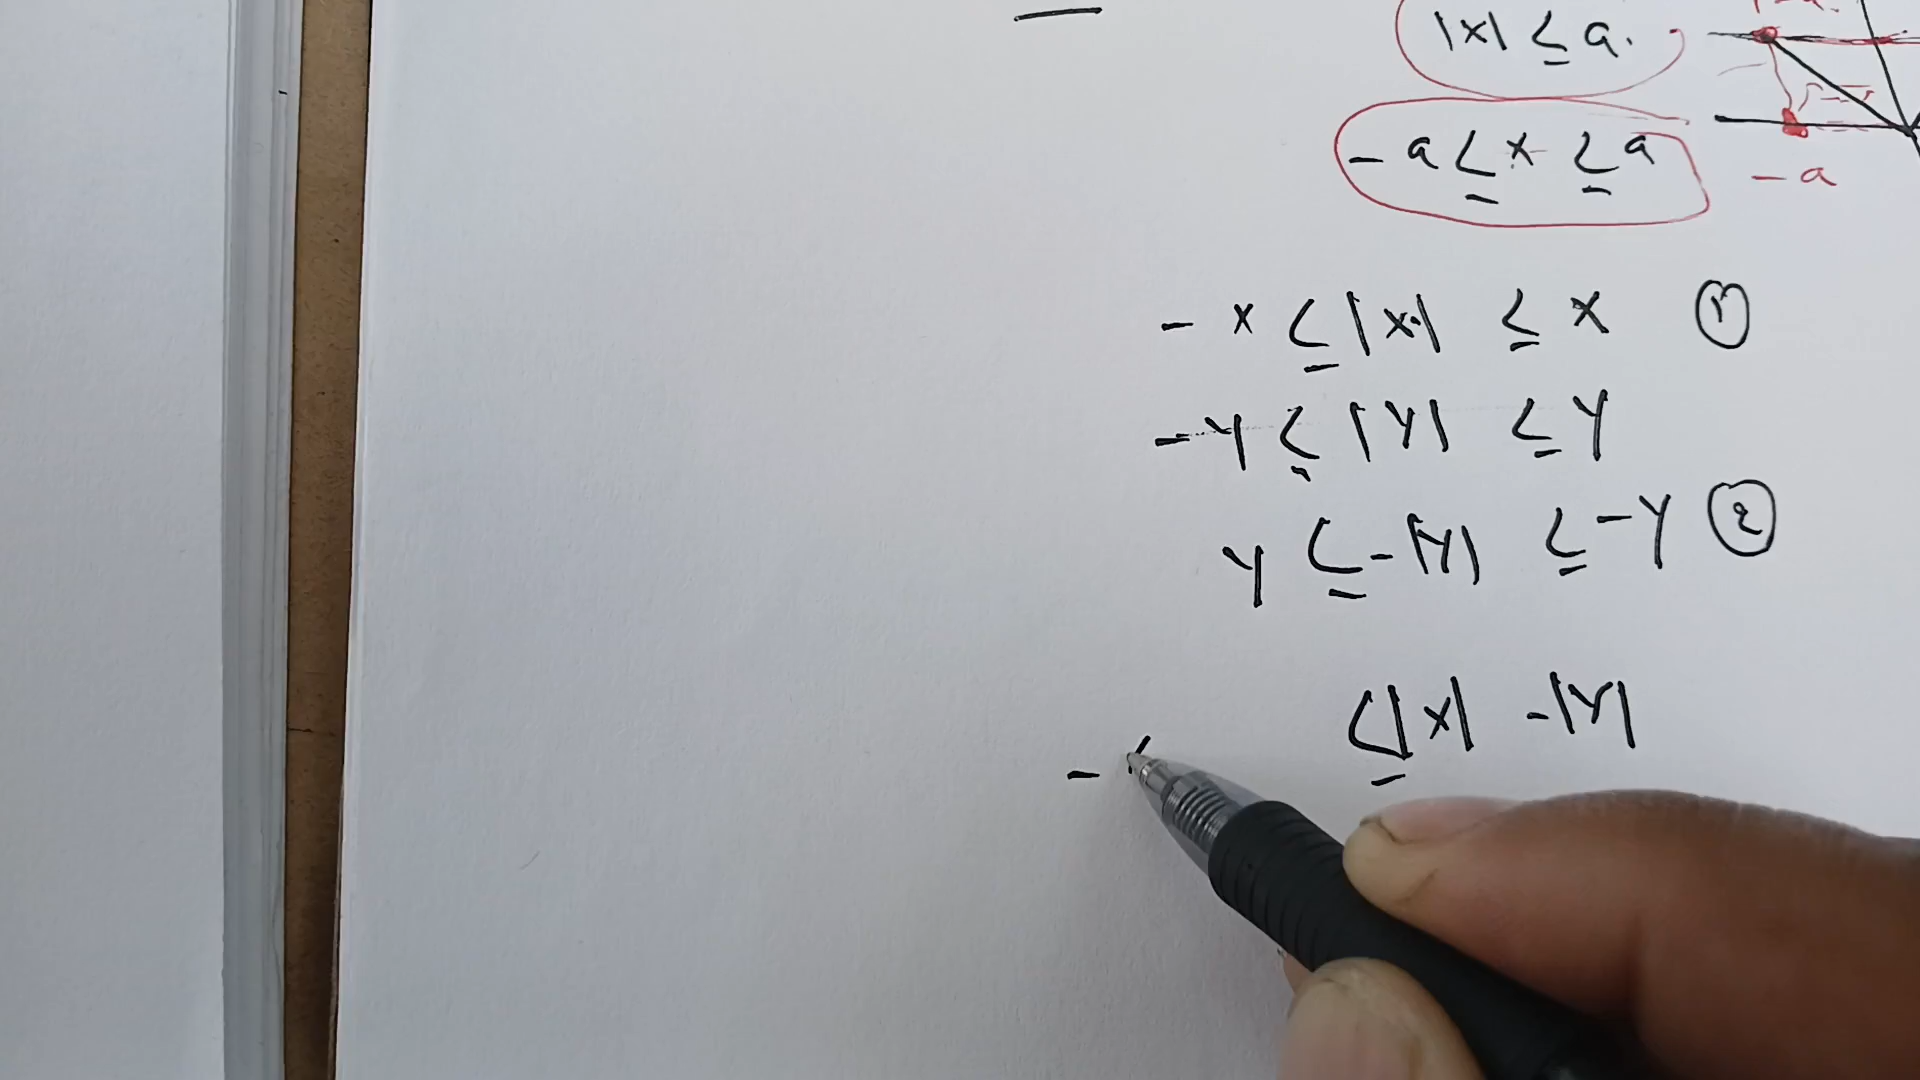 |x| ≤ a.
- a ≤ x ≤ a
- a
- x ≤ |x| ≤ x ①
- y ≤ |y| ≤ y
y ≤ -|y| ≤ -y ②
≤ |x| -|y|
-